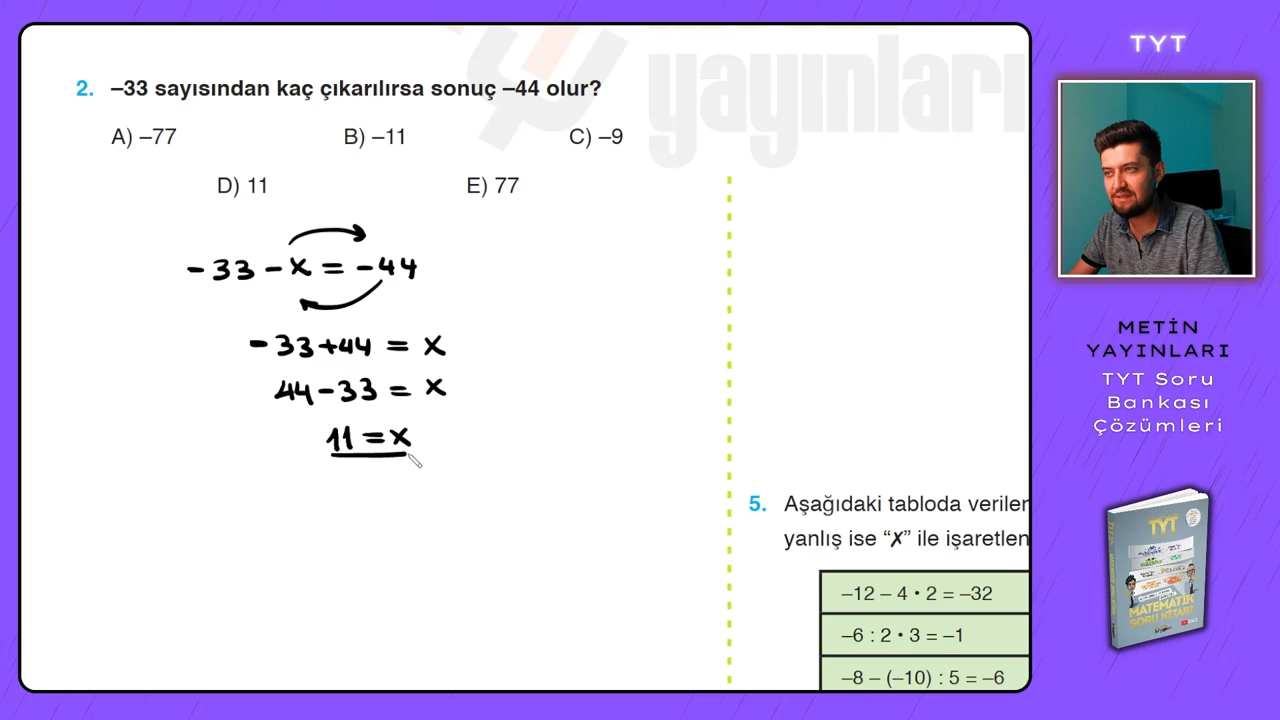 yayınları
2. –33 sayısından kaç çıkarılırsa sonuç –44 olur?
A) –77 B) –11 C) –9
D) 11 E) 77
-33 - x = -44
-33+44 = x
44-33 = x
11 = x
5. Aşağıdaki tabloda verilen
yanlış ise “✗” ile işaretlen
–12 – 4 • 2 = –32
–6 : 2 • 3 = –1
–8 – (–10) : 5 = –6
TYT
METİN
YAYINLARI
TYT Soru
Bankası
Çözümleri
TYT
MATEMATİK
SORU KİTABI